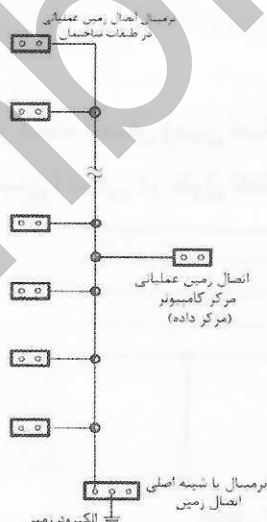 ترمینال اتصال زمین عملیاتی
در طبقات ساختمان
اتصال زمین عملیاتی
مرکز کامپیوتر
(مرکز داده)
ترمینال یا شینه اصلی
اتصال زمین
الکترود زمین